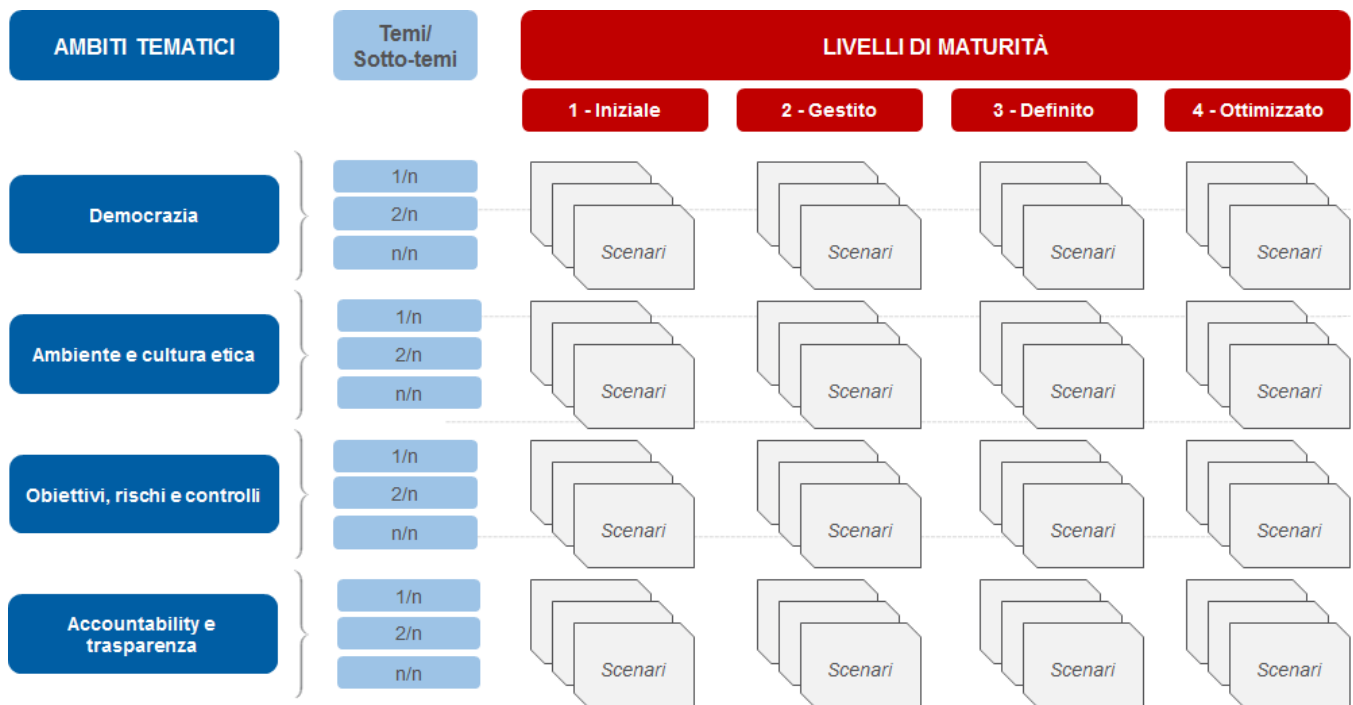 AMBITI TEMATICI
Temi/
Sotto-temi
LIVELLI DI MATURITÀ
1 - Iniziale
2 - Gestito
3 - Definito
4 - Ottimizzato
Democrazia
1/n
2/n
n/n
Scenari
Scenari
Scenari
Scenari
Ambiente e cultura etica
1/n
2/n
n/n
Scenari
Scenari
Scenari
Scenari
Obiettivi, rischi e controlli
1/n
2/n
n/n
Scenari
Scenari
Scenari
Scenari
Accountability e
trasparenza
1/n
2/n
n/n
Scenari
Scenari
Scenari
Scenari